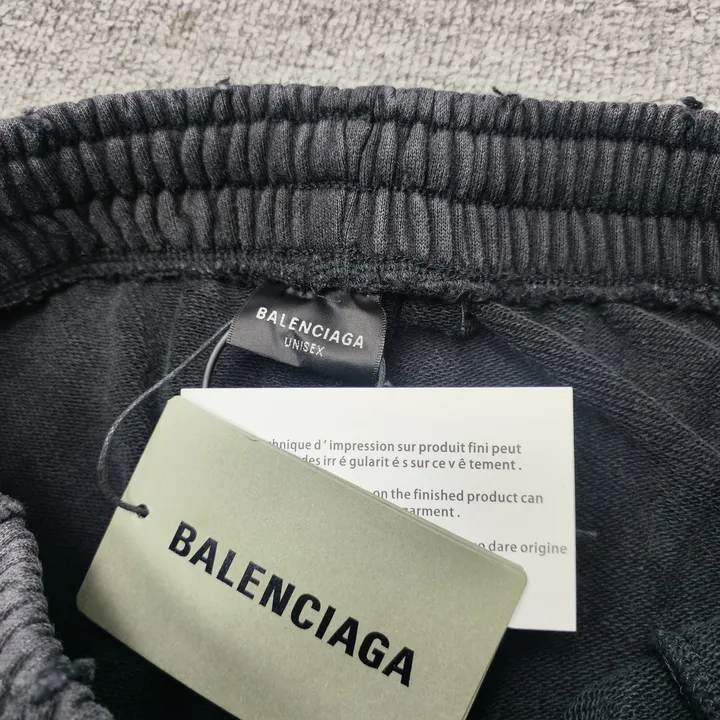 BALENCIAGA
UNISEX
d' impression sur produit fini peut
des irr é gularit é s sur ce v ê tement .
on the finished product can
garment .
dare origine
BALENCIAGA